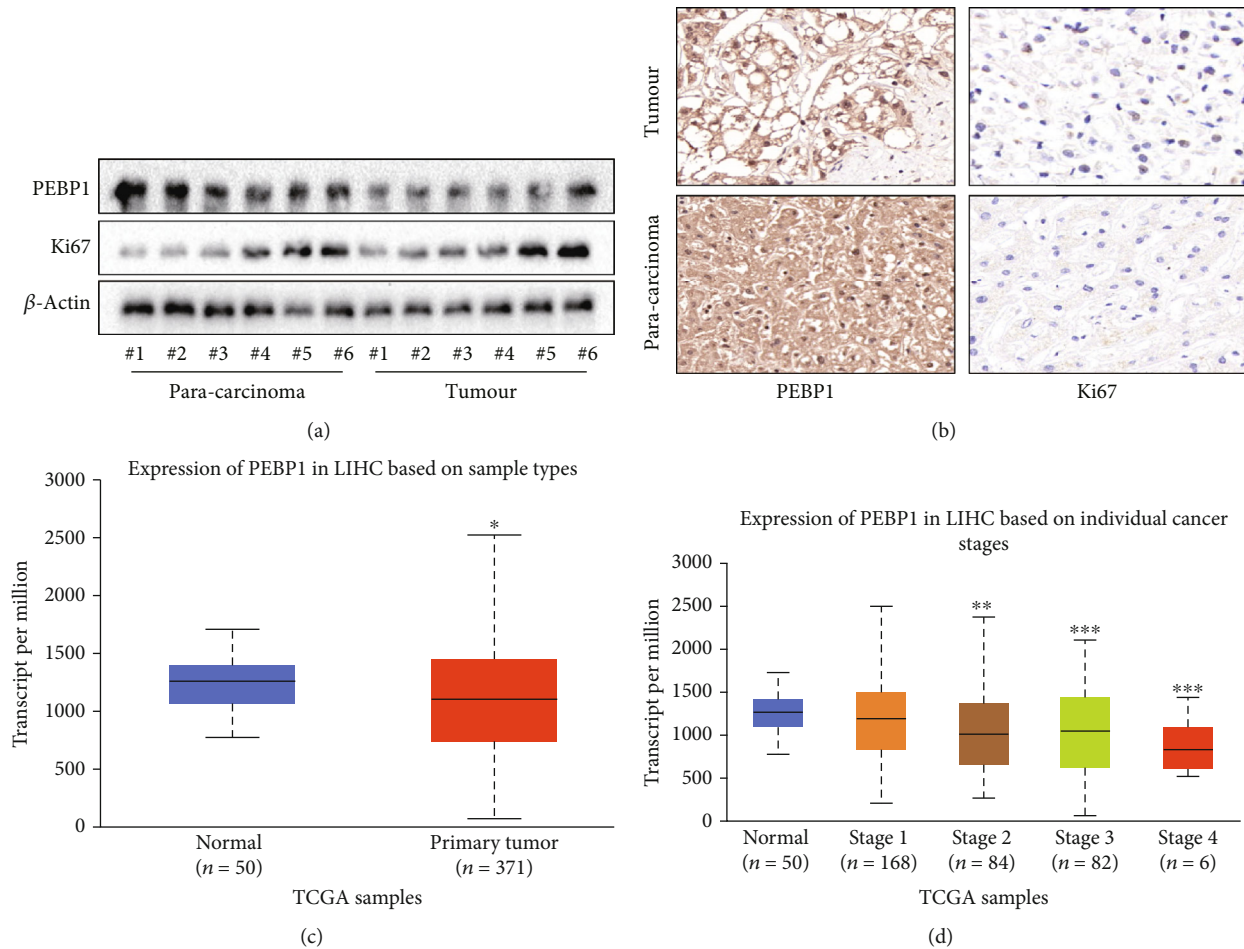 PEBP1
Ki67
β-Actin
#1 #2 #3 #4 #5 #6 #1 #2 #3 #4 #5 #6
Para-carcinoma Tumour
(a)
Tumour
Para-carcinoma
PEBP1 Ki67
(b)
Expression of PEBP1 in LIHC based on sample types
Transcript per million
3000
2500
2000
1500
1000
500
0
*
Normal
(n = 50)
Primary tumor
(n = 371)
TCGA samples
(c)
Expression of PEBP1 in LIHC based on individual cancer
stages
Transcript per million
3000
2500
2000
1500
1000
500
0
**
***
***
Normal
(n = 50)
Stage 1
(n = 168)
Stage 2
(n = 84)
Stage 3
(n = 82)
Stage 4
(n = 6)
TCGA samples
(d)